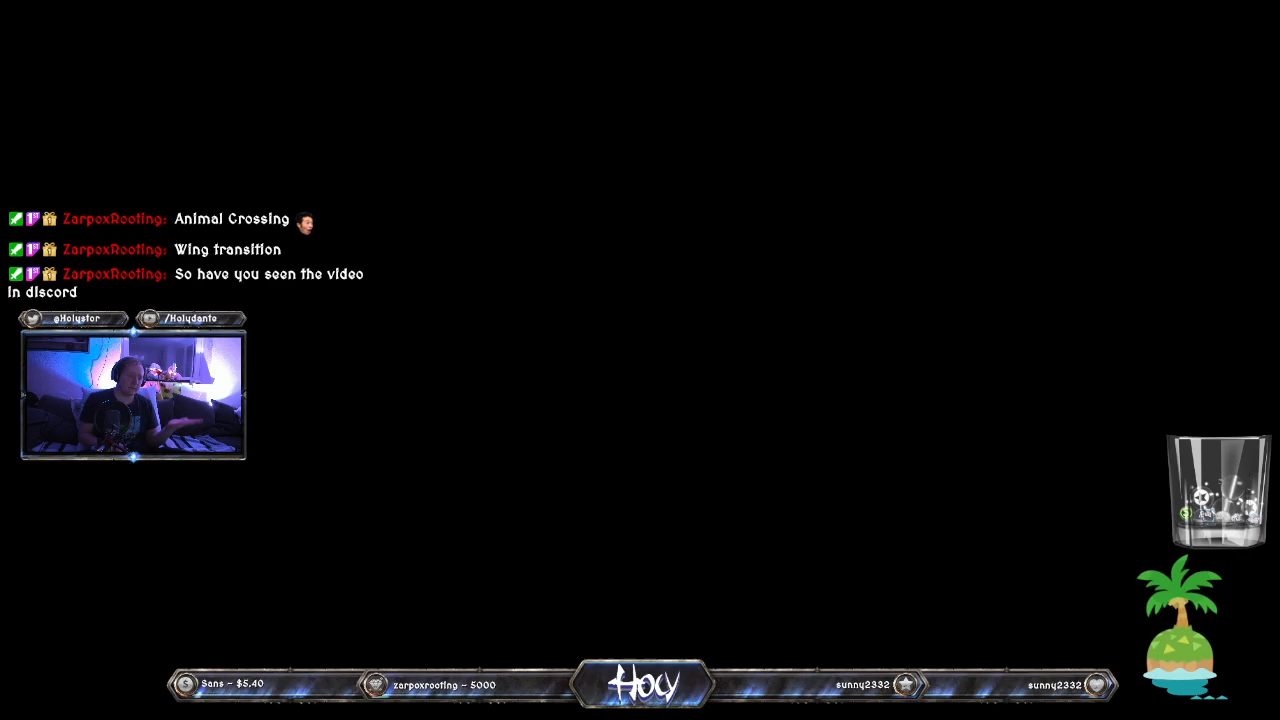 ZarpoxRooting: Animal Crossing
ZarpoxRooting: Wing transition
ZarpoxRooting: So have you seen the video
in discord
@Holystor /Holydante
Sans ~ $5.40 zarpoxrooting ~ 5000 Holy sunny2332 sunny2332